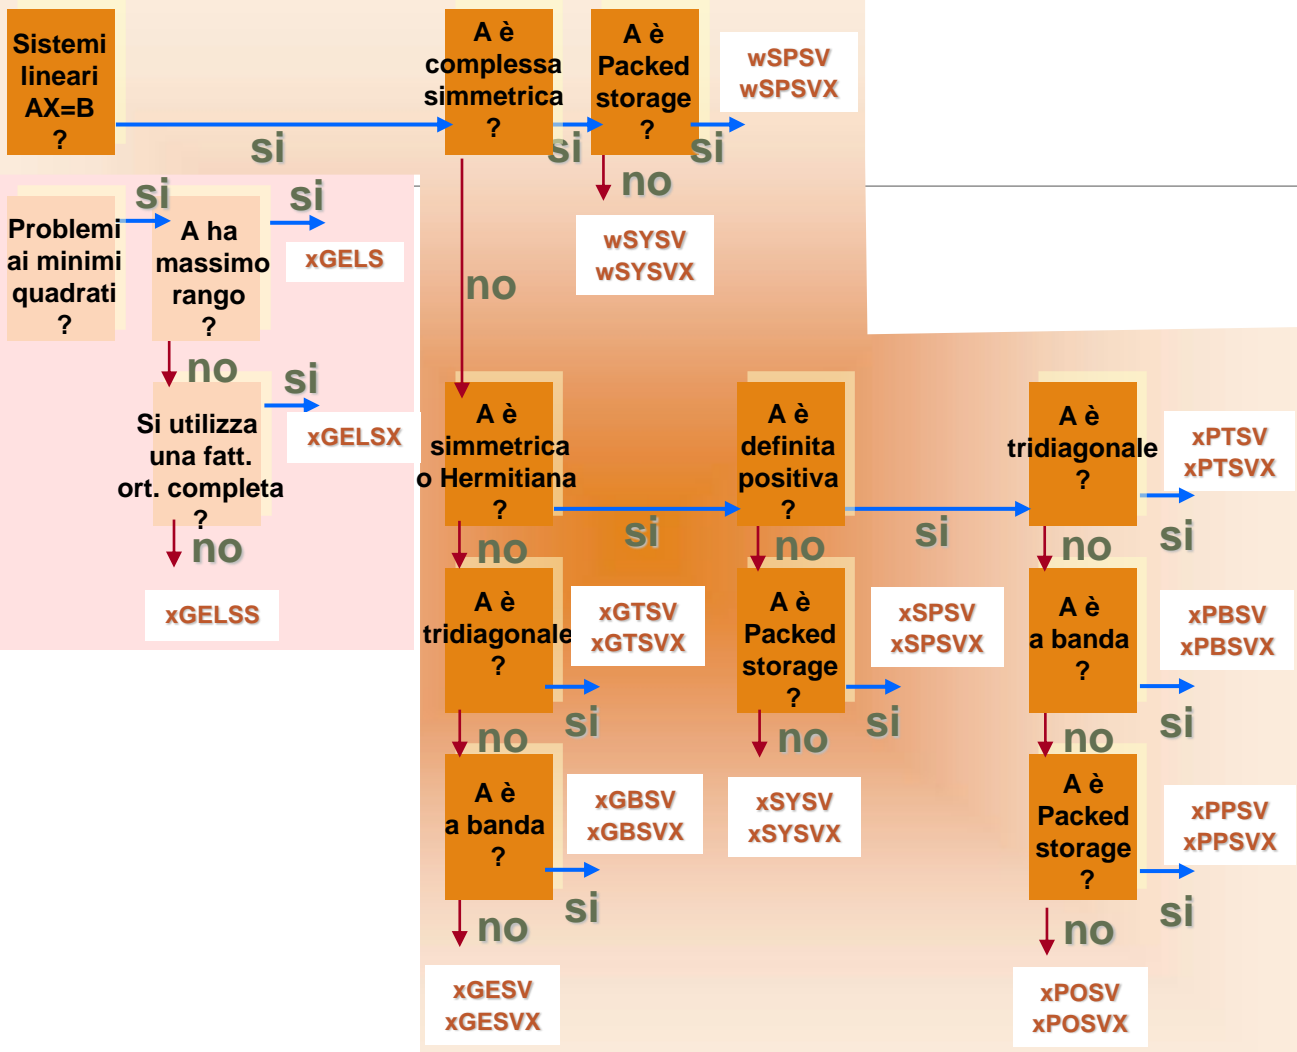 Sistemi
lineari
AX=B
?
si
A è
complessa
simmetrica
?
si
A è
Packed
storage
?
si
wSPSV
wSPSVX
no
wSYSV
wSYSVX
no
Problemi
ai minimi
quadrati
?
si
A ha
massimo
rango
?
si
xGELS
no
Si utilizza
una fatt.
ort. completa
?
si
xGELSX
no
xGELSS
A è
simmetrica
o Hermitiana
?
si
A è
definita
positiva
?
si
A è
tridiagonale
?
si
xPTSV
xPTSVX
no
A è
tridiagonale
?
si
xGTSV
xGTSVX
no
A è
Packed
storage
?
si
xSPSV
xSPSVX
no
A è
a banda
?
si
xPBSV
xPBSVX
no
A è
a banda
?
si
xGBSV
xGBSVX
no
xSYSV
xSYSVX
no
A è
Packed
storage
?
si
xPPSV
xPPSVX
no
xGESV
xGESVX
no
xPOSV
xPOSVX